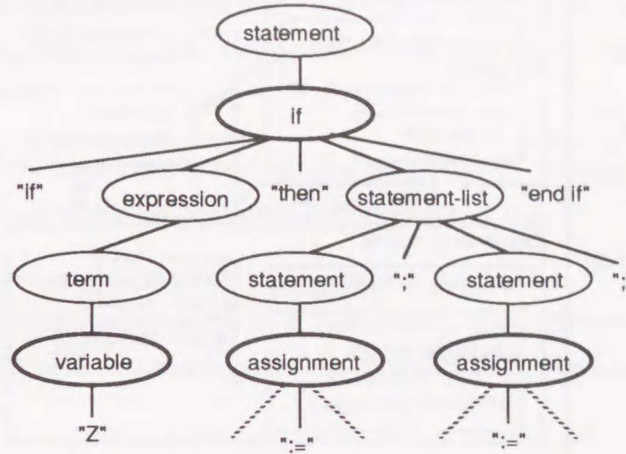 statement
if
"if" expression "then" statement-list "end if"
term statement ";" statement ";
variable assignment assignment
"Z" ":=" ":="